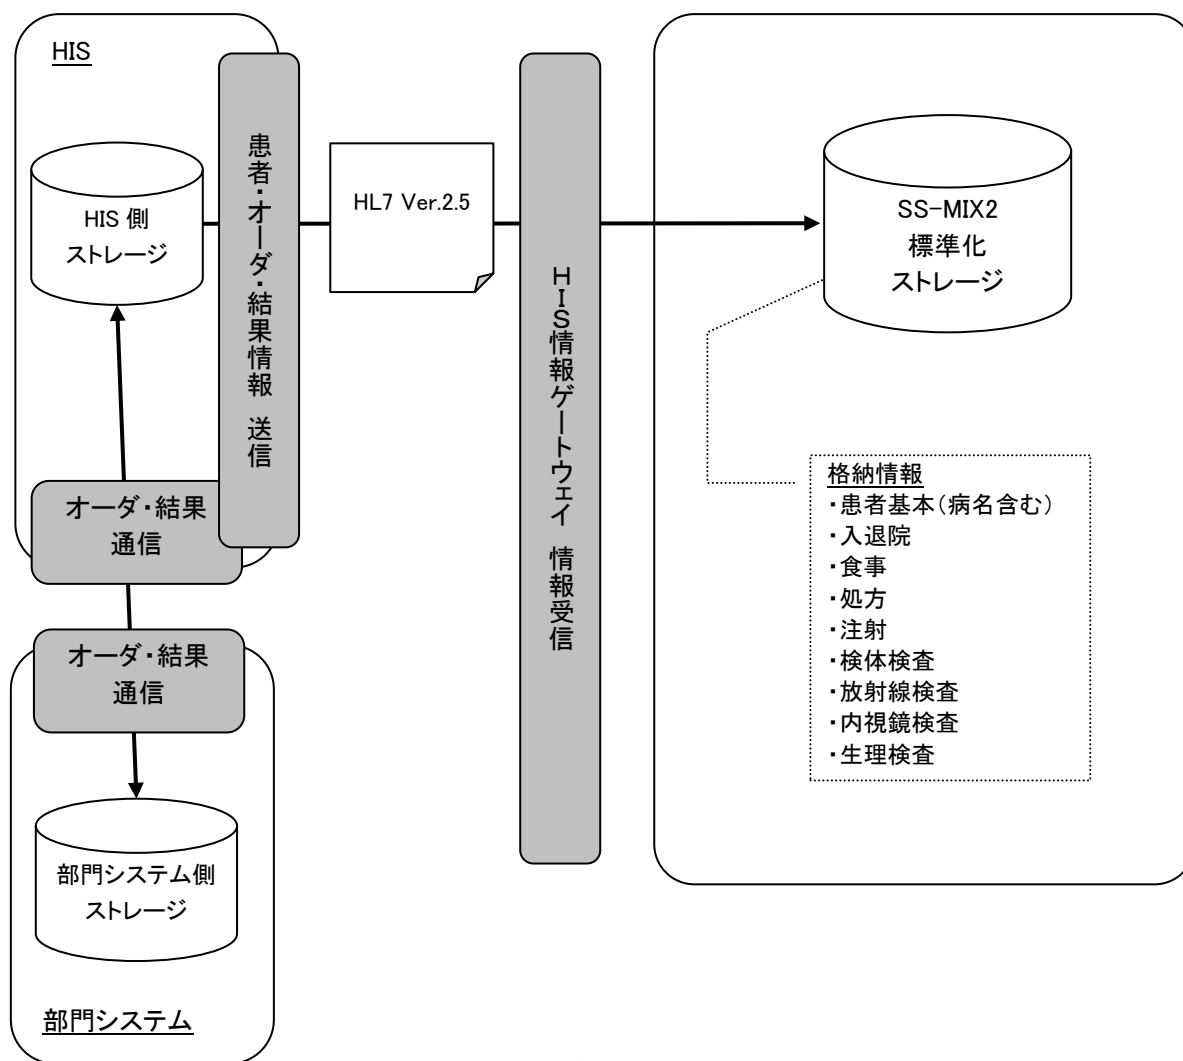 HIS
HIS 側
ストレージ
患者・オーダ・結果情報 送信
HL7 Ver.2.5
HIS情報ゲートウェイ 情報受信
SS-MIX2
標準化
ストレージ
オーダ・結果
通信
オーダ・結果
通信
部門システム側
ストレージ
部門システム
格納情報
・患者基本(病名含む)
・入退院
・食事
・処方
・注射
・検体検査
・放射線検査
・内視鏡検査
・生理検査